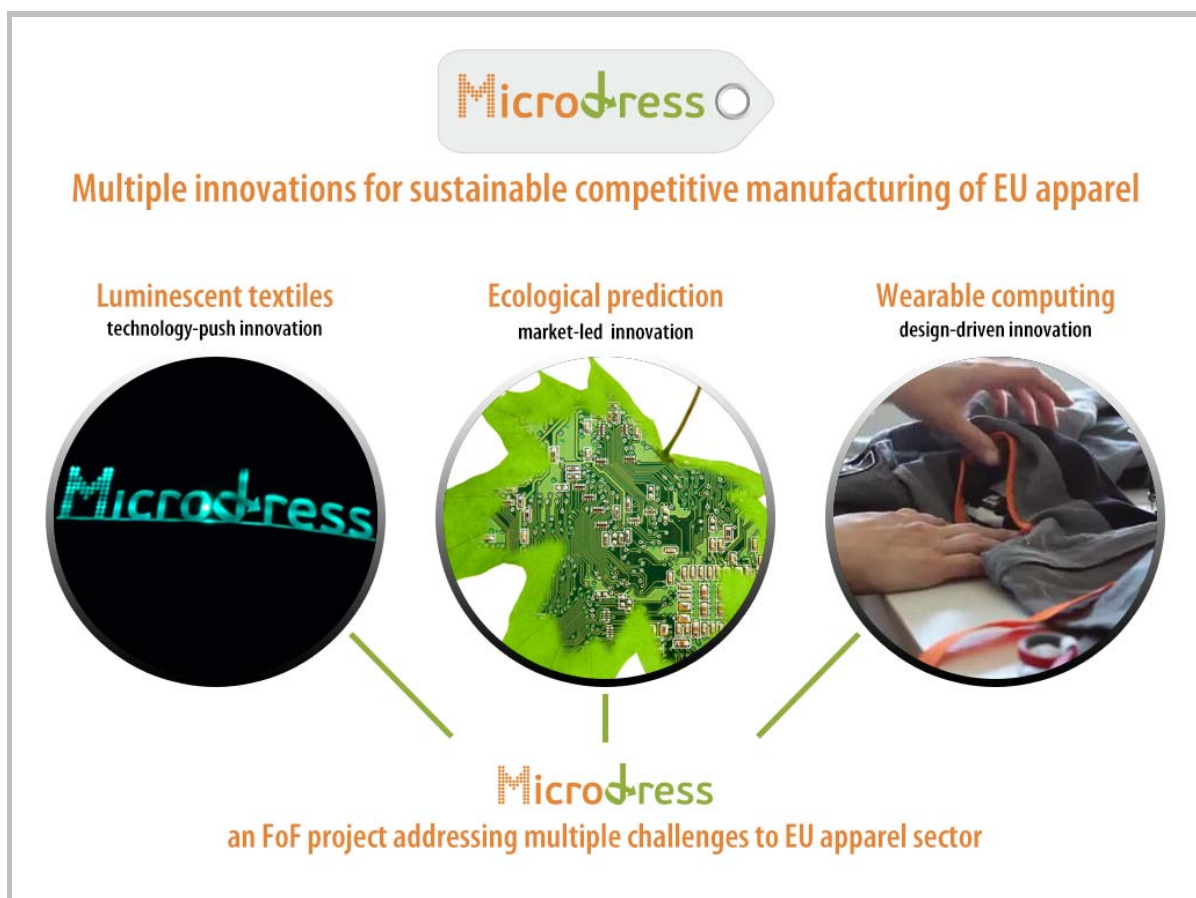 Microdress
Multiple innovations for sustainable competitive manufacturing of EU apparel
Luminescent textiles
technology-push innovation
Ecological prediction
market-led innovation
Wearable computing
design-driven innovation
Microdress
Microdress
an FoF project addressing multiple challenges to EU apparel sector